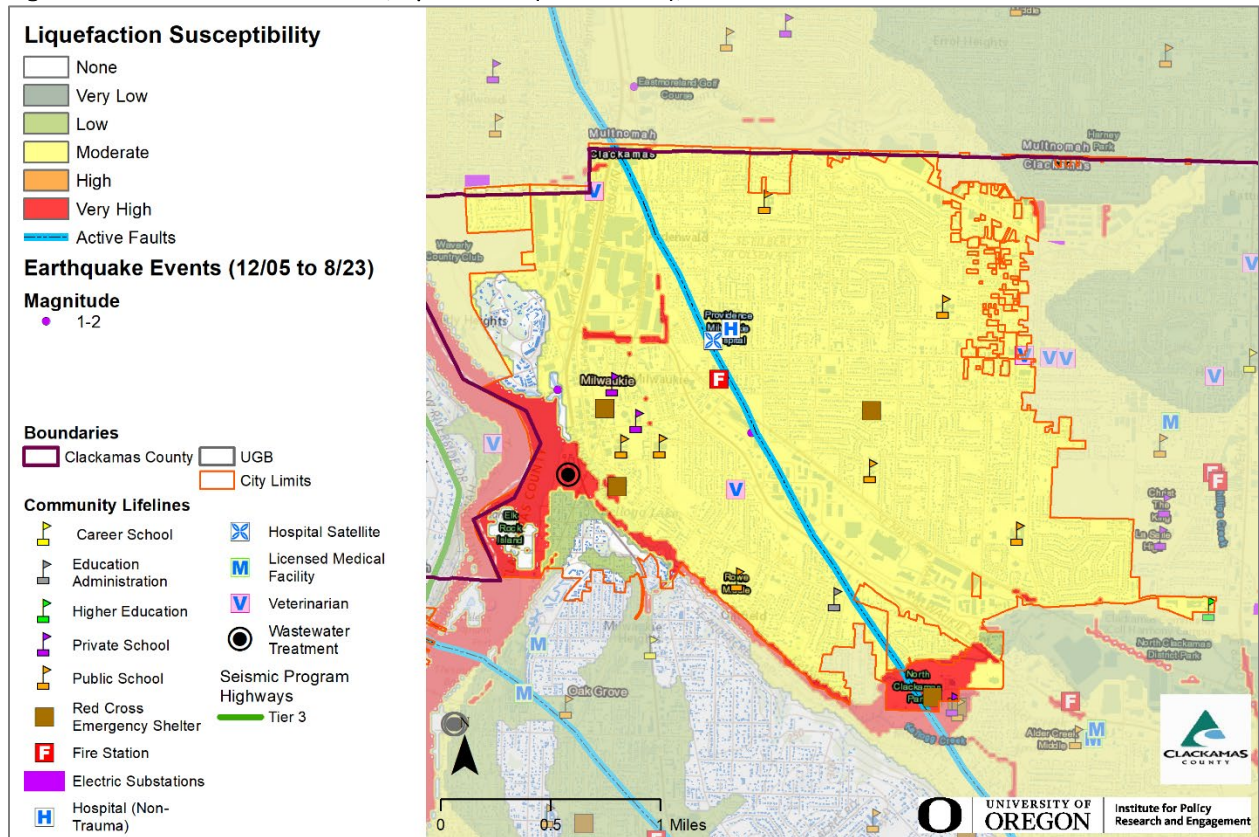 Liquefaction Susceptibility
None
Very Low
Low
Moderate
High
Very High
Active Faults
Earthquake Events (12/05 to 8/23)
Magnitude
1-2
Boundaries
Clackamas County
UGB
City Limits
Community Lifelines
Career School
Education
Administration
Higher Education
Private School
Public School
Red Cross
Emergency Shelter
Fire Station
Electric Substations
Hospital (Non-
Trauma)
Hospital Satellite
Licensed Medical
Facility
Veterinarian
Wastewater
Treatment
Seismic Program
Highways
Tier 3
Errol Heights
Eastmoreland Golf
Course
Multnomah
Clackamas
Harney
Park
Multnomah
Clackamas
Waverly
Country Club
Providence
Milwaukie
Milwaukie
Elk
Rock
Island
Rowe
Middle
Oak Grove
North
Clackamas
Park
Christ
The
King
La Salle
North Clackamas
District Park
Alder Creek
Middle
N
0 0.5 1 Miles
CLACKAMAS
COUNTY
UNIVERSITY OF
OREGON
Institute for Policy
Research and Engagement